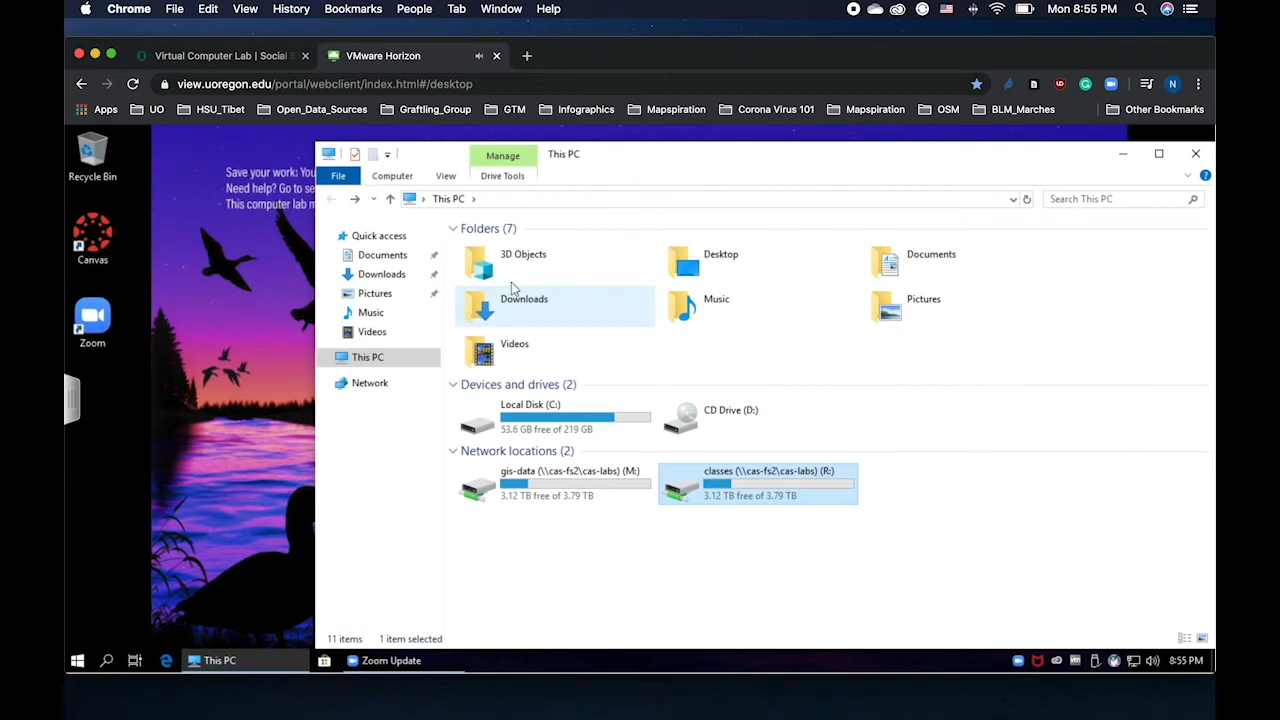 Chrome File Edit View History Bookmarks People Tab Window Help Mon 8:55 PM
Virtual Computer Lab | Social S VMware Horizon
view.uoregon.edu/portal/webclient/index.html#/desktop
Apps UO HSU_Tibet Open_Data_Sources Graftling_Group GTM Infographics Mapspiration Corona Virus 101 Mapspiration OSM BLM_Marches Other Bookmarks
Recycle Bin
Canvas
Zoom
Save your work: You
Need help? Go to se
This computer lab m
Manage This PC
File Computer View Drive Tools
This PC
Search This PC
Quick access
Documents
Downloads
Pictures
Music
Videos
This PC
Network
Folders (7)
3D Objects Desktop Documents
Downloads Music Pictures
Videos
Devices and drives (2)
Local Disk (C:)
53.6 GB free of 219 GB
CD Drive (D:)
Network locations (2)
gis-data (\\cas-fs2\cas-labs) (M:)
3.12 TB free of 3.79 TB
classes (\\cas-fs2\cas-labs) (R:)
3.12 TB free of 3.79 TB
11 items 1 item selected
This PC Zoom Update 8:55 PM